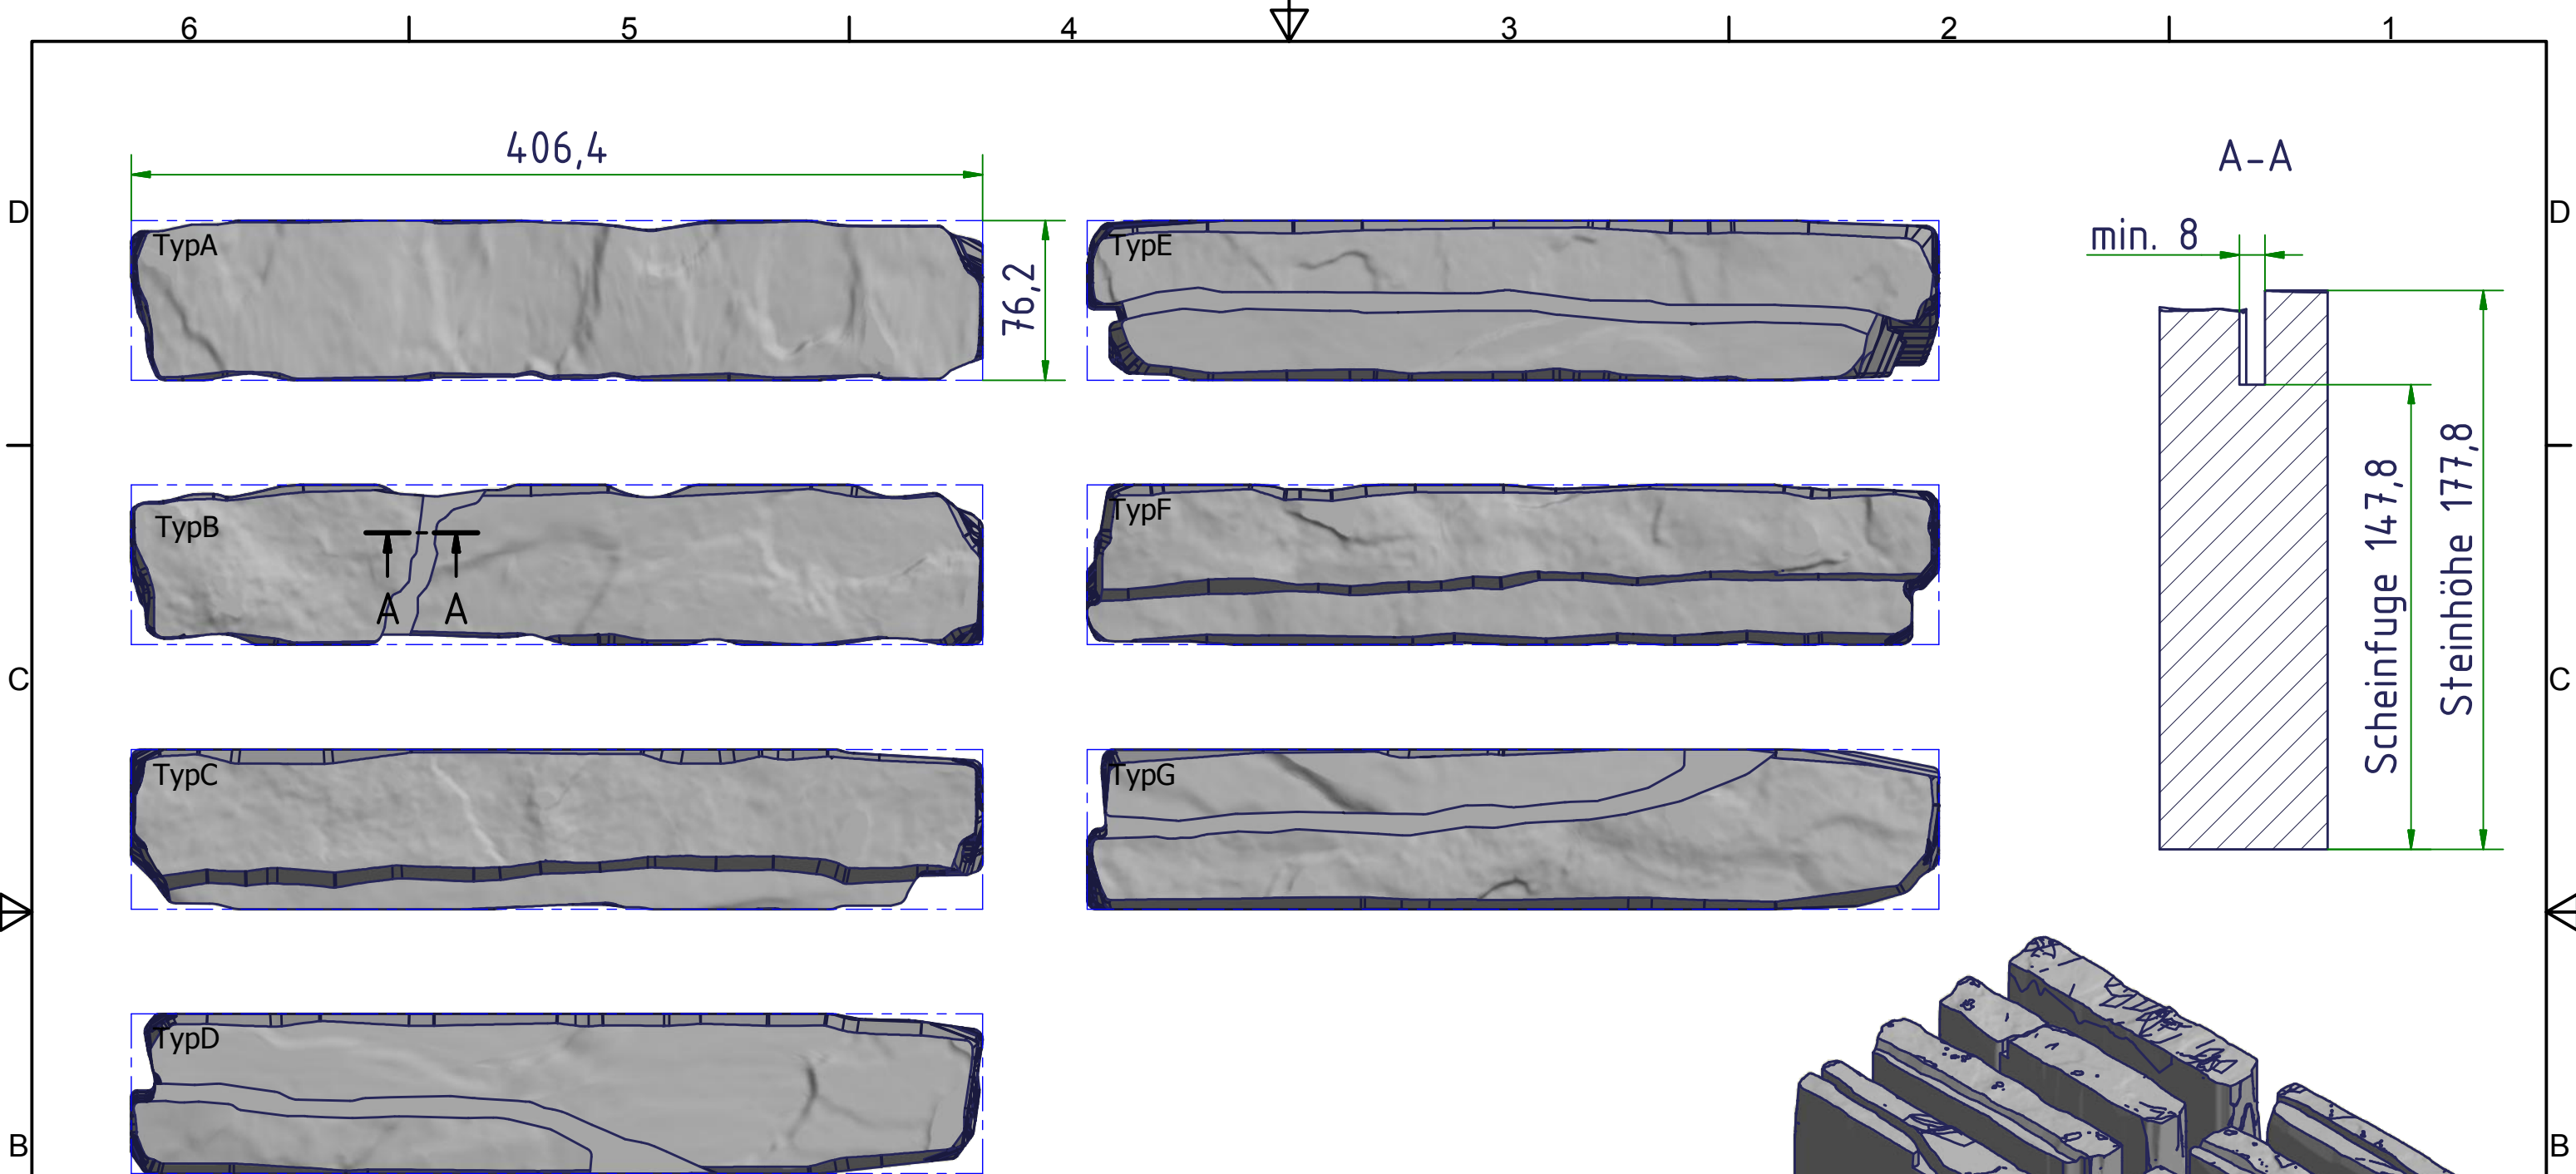 6 5 4 3 2 1
D D
406,4
A-A
min. 8
TypA
76,2
TypE
TypB
A A
TypF
Scheinfuge 147,8
Steinhöhe 177,8
C C
TypC
TypG
TypD
B B